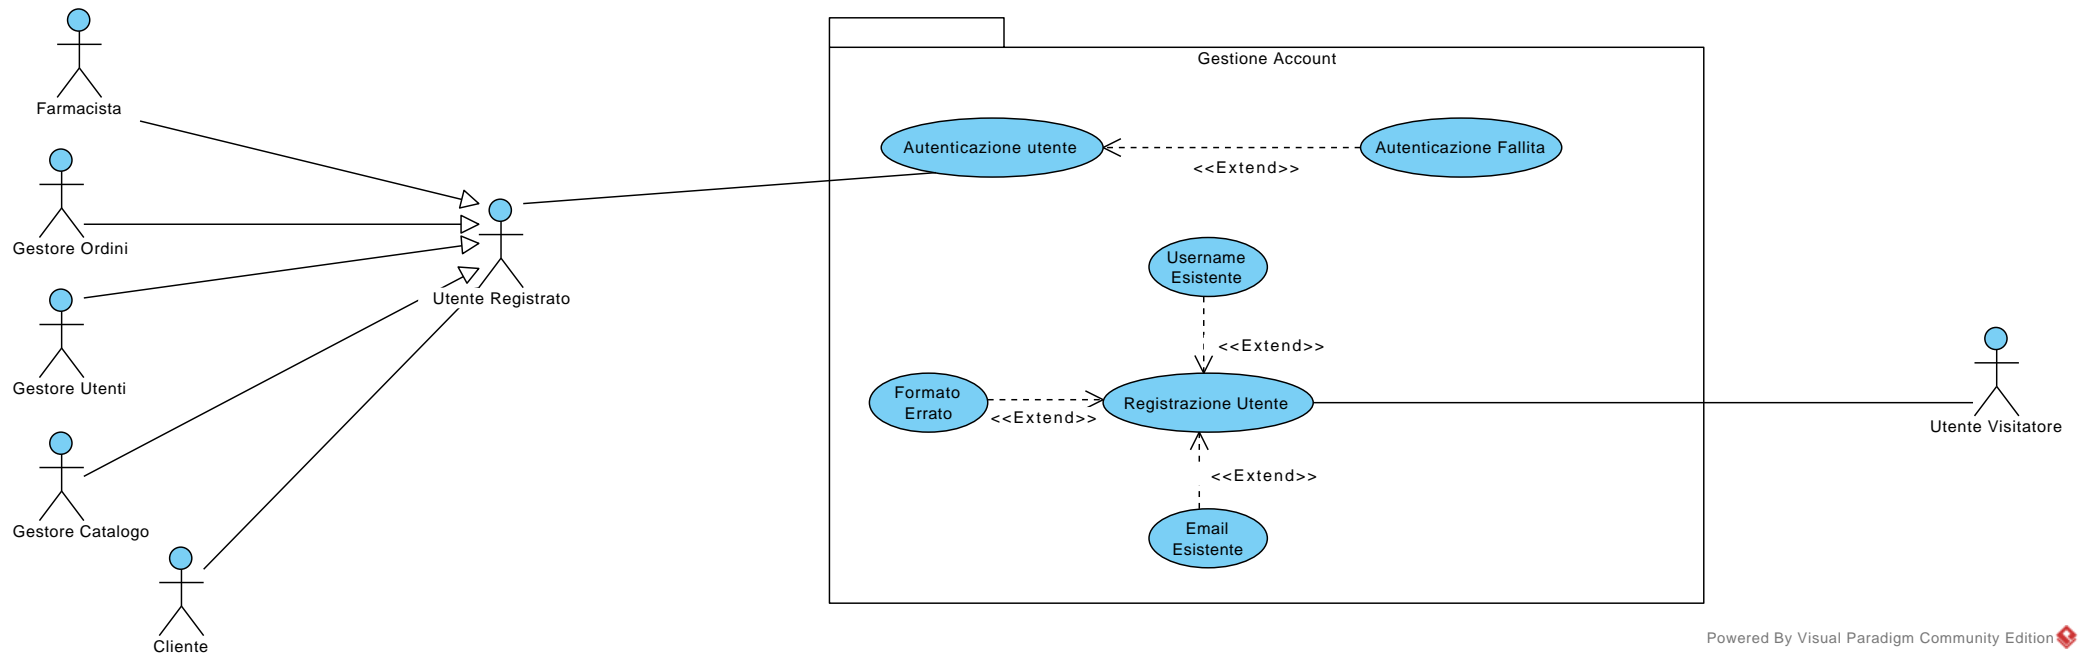 Farmacista
Gestore Ordini
Gestore Utenti
Gestore Catalogo
Cliente
Utente Registrato
Gestione Account
Autenticazione utente
<<Extend>>
Autenticazione Fallita
Username
Esistente
<<Extend>>
Formato
Errato
<<Extend>>
Registrazione Utente
<<Extend>>
Email
Esistente
Utente Visitatore
Powered By Visual Paradigm Community Edition